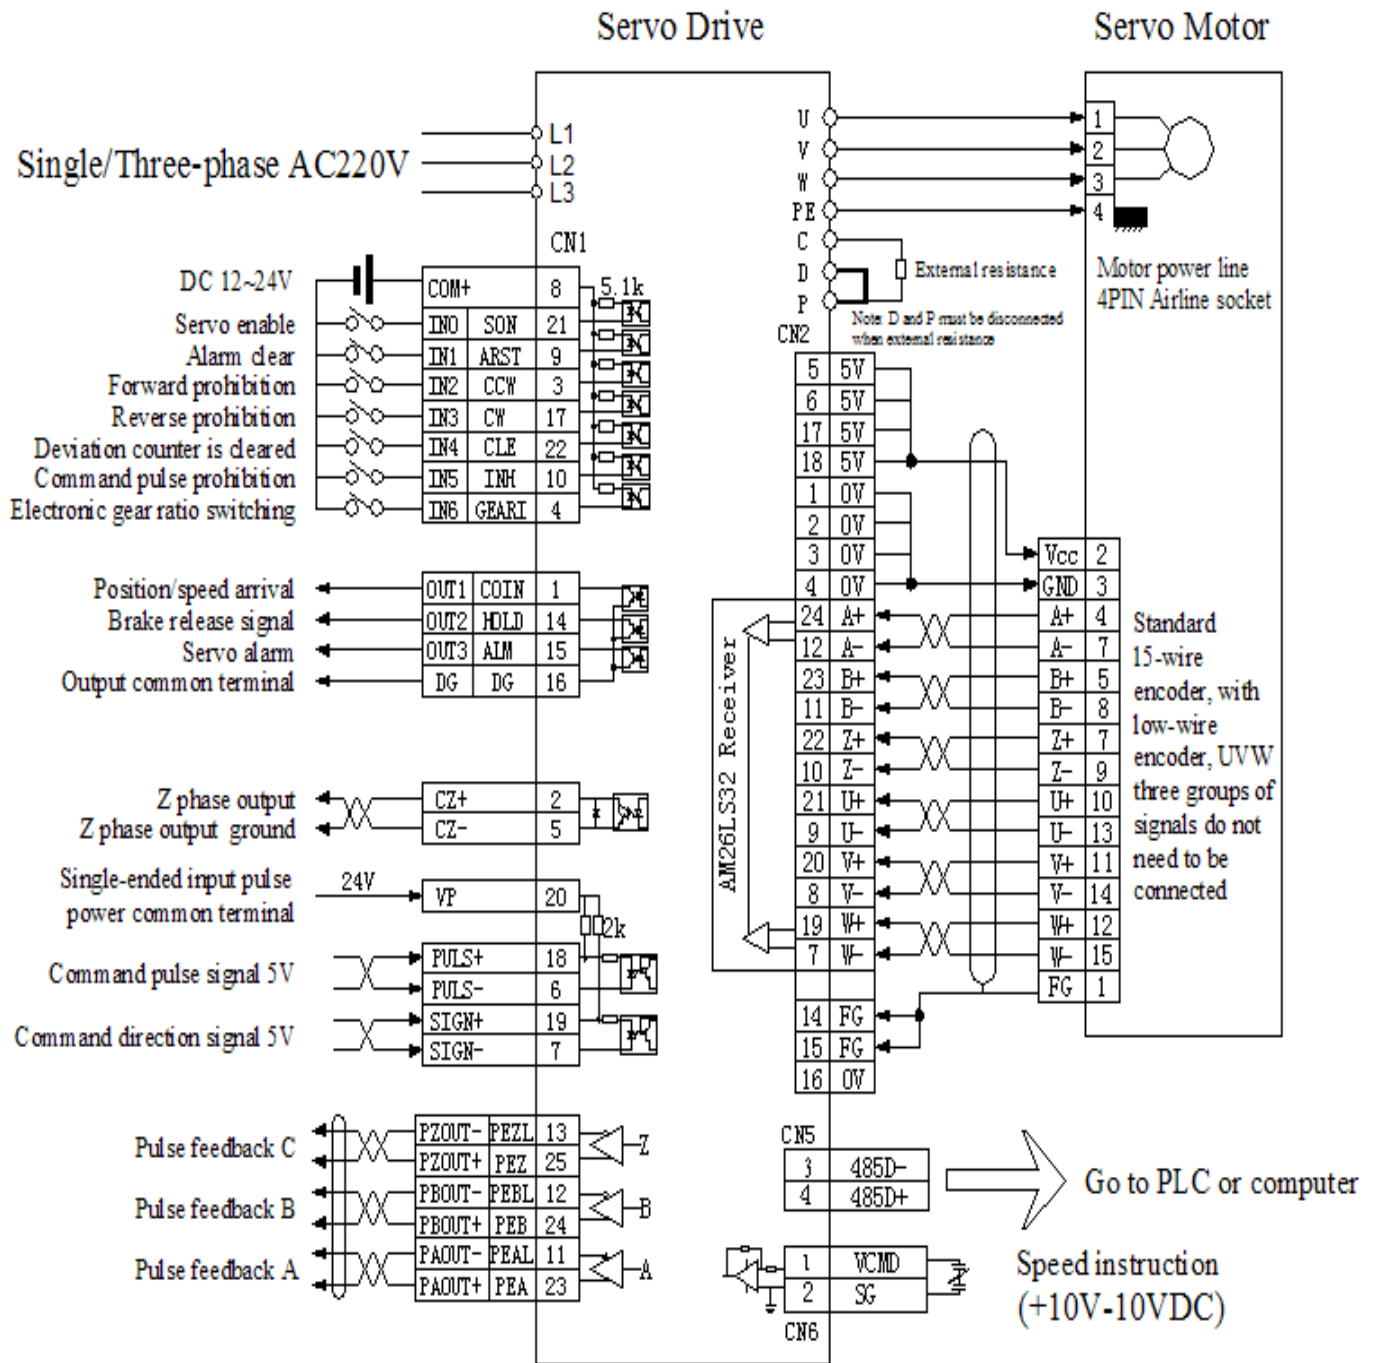 Servo Drive
Servo Motor
Single/Three-phase AC220V
L1
L2
L3
U
V
W
PE
C
D
P
1
2
3
4
External resistance
Note: D and P must be disconnected
when external resistance
Motor power line
4PIN Airline socket
CN1
DC 12~24V
COM+ 8
5.1k
Servo enable IN0 SON 21
Alarm clear IN1 ARST 9
Forward prohibition IN2 CCW 3
Reverse prohibition IN3 CW 17
Deviation counter is cleared IN4 CLE 22
Command pulse prohibition IN5 INH 10
Electronic gear ratio switching IN6 GEAR1 4
Position/speed arrival OUT1 COIN 1
Brake release signal OUT2 HOLD 14
Servo alarm OUT3 ALM 15
Output common terminal DG DG 16
Z phase output CZ+ 2
Z phase output ground CZ- 5
Single-ended input pulse
power common terminal
24V
VP 20
2k
Command pulse signal 5V
PULS+ 18
PULS- 6
Command direction signal 5V
SIGN+ 19
SIGN- 7
Pulse feedback C
PZOUT- PEZL 13
PZOUT+ PEZ 25
Z
Pulse feedback B
PBOUT- PEBL 12
PBOUT+ PEB 24
B
Pulse feedback A
PAOUT- PEAL 11
PAOUT+ PEA 23
A
CN2
5 5V
6 5V
17 5V
18 5V
1 0V
2 0V
3 0V
4 0V
24 A+
12 A-
23 B+
11 B-
22 Z+
10 Z-
21 U+
9 U-
20 V+
8 V-
19 W+
7 W-
14 FG
15 FG
16 0V
AM26LS32 Receiver
Vcc 2
GND 3
A+ 4
A- 7
B+ 5
B- 8
Z+ 7
Z- 9
U+ 10
U- 13
V+ 11
V- 14
W+ 12
W- 15
FG 1
Standard
15-wire
encoder, with
low-wire
encoder, UVW
three groups of
signals do not
need to be
connected
CN5
3 485D-
4 485D+
Go to PLC or computer
1 VCMD
2 SG
CN6
Speed instruction
(+10V-10VDC)